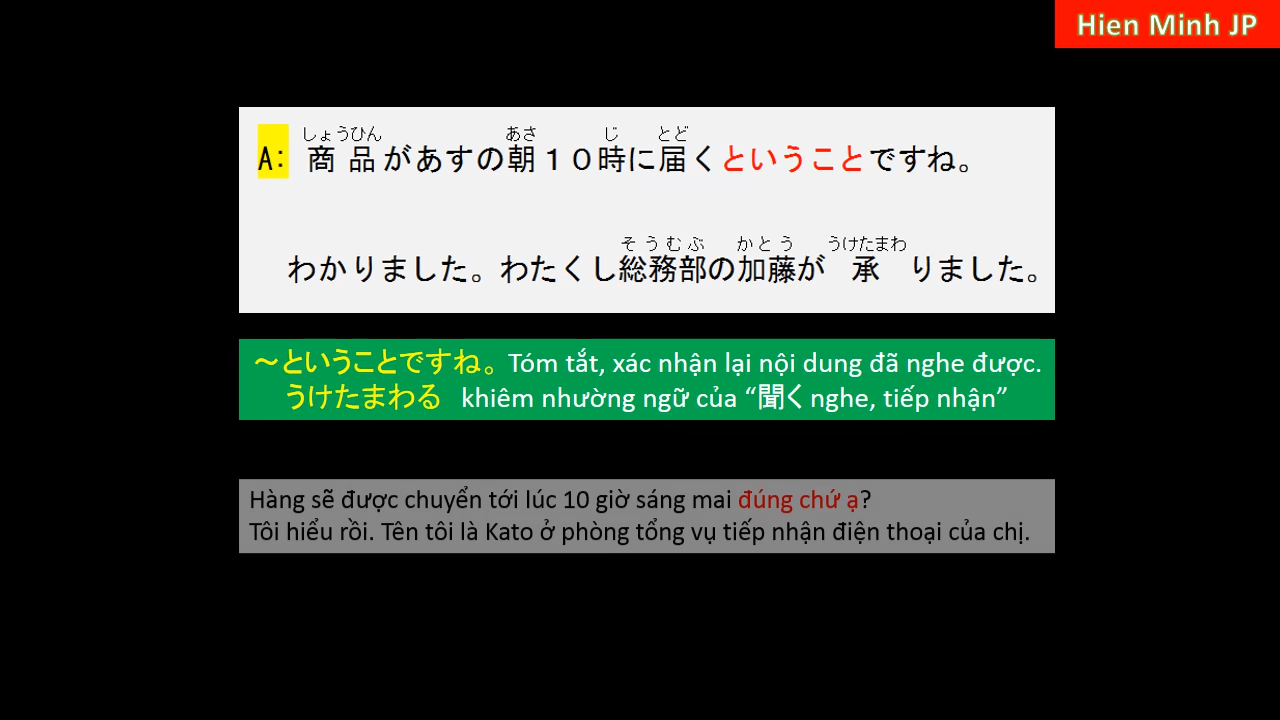 Hien Minh JP
しょうひん あさ じ とど
A: 商品があすの朝１０時に届くということですね。
そうむぶ かとう うけたまわ
わかりました。わたくし総務部の加藤が承りました。
～ということですね。Tóm tắt, xác nhận lại nội dung đã nghe được.
うけたまわる khiêm nhường ngữ của “聞く nghe, tiếp nhận”
Hàng sẽ được chuyển tới lúc 10 giờ sáng mai đúng chứ ạ?
Tôi hiểu rồi. Tên tôi là Kato ở phòng tổng vụ tiếp nhận điện thoại của chị.